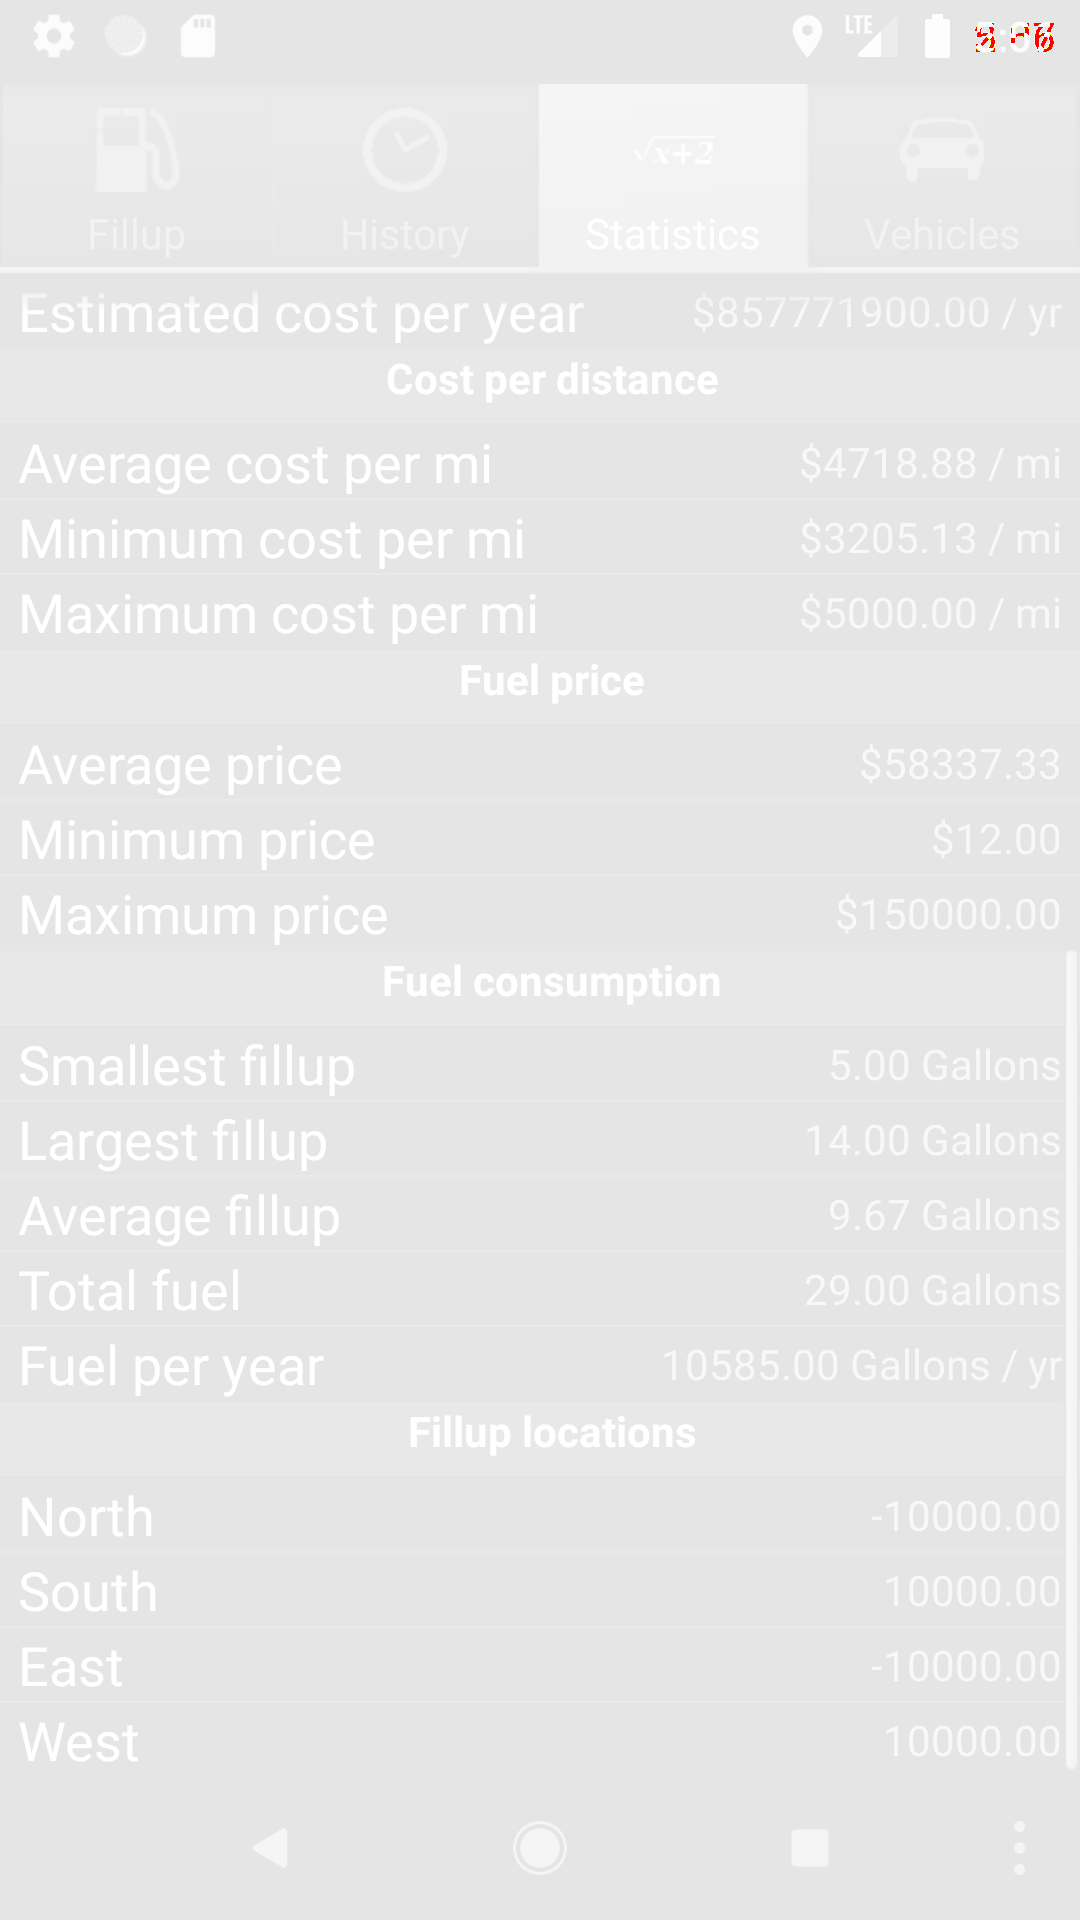 LTE
Fillup
History
√x+2
Statistics
Vehicles
Estimated cost per year $857771900.00 / yr
Cost per distance
Average cost per mi $4718.88 / mi
Minimum cost per mi $3205.13 / mi
Maximum cost per mi $5000.00 / mi
Fuel price
Average price $58337.33
Minimum price $12.00
Maximum price $150000.00
Fuel consumption
Smallest fillup 5.00 Gallons
Largest fillup 14.00 Gallons
Average fillup 9.67 Gallons
Total fuel 29.00 Gallons
Fuel per year 10585.00 Gallons / yr
Fillup locations
North -10000.00
South 10000.00
East -10000.00
West 10000.00